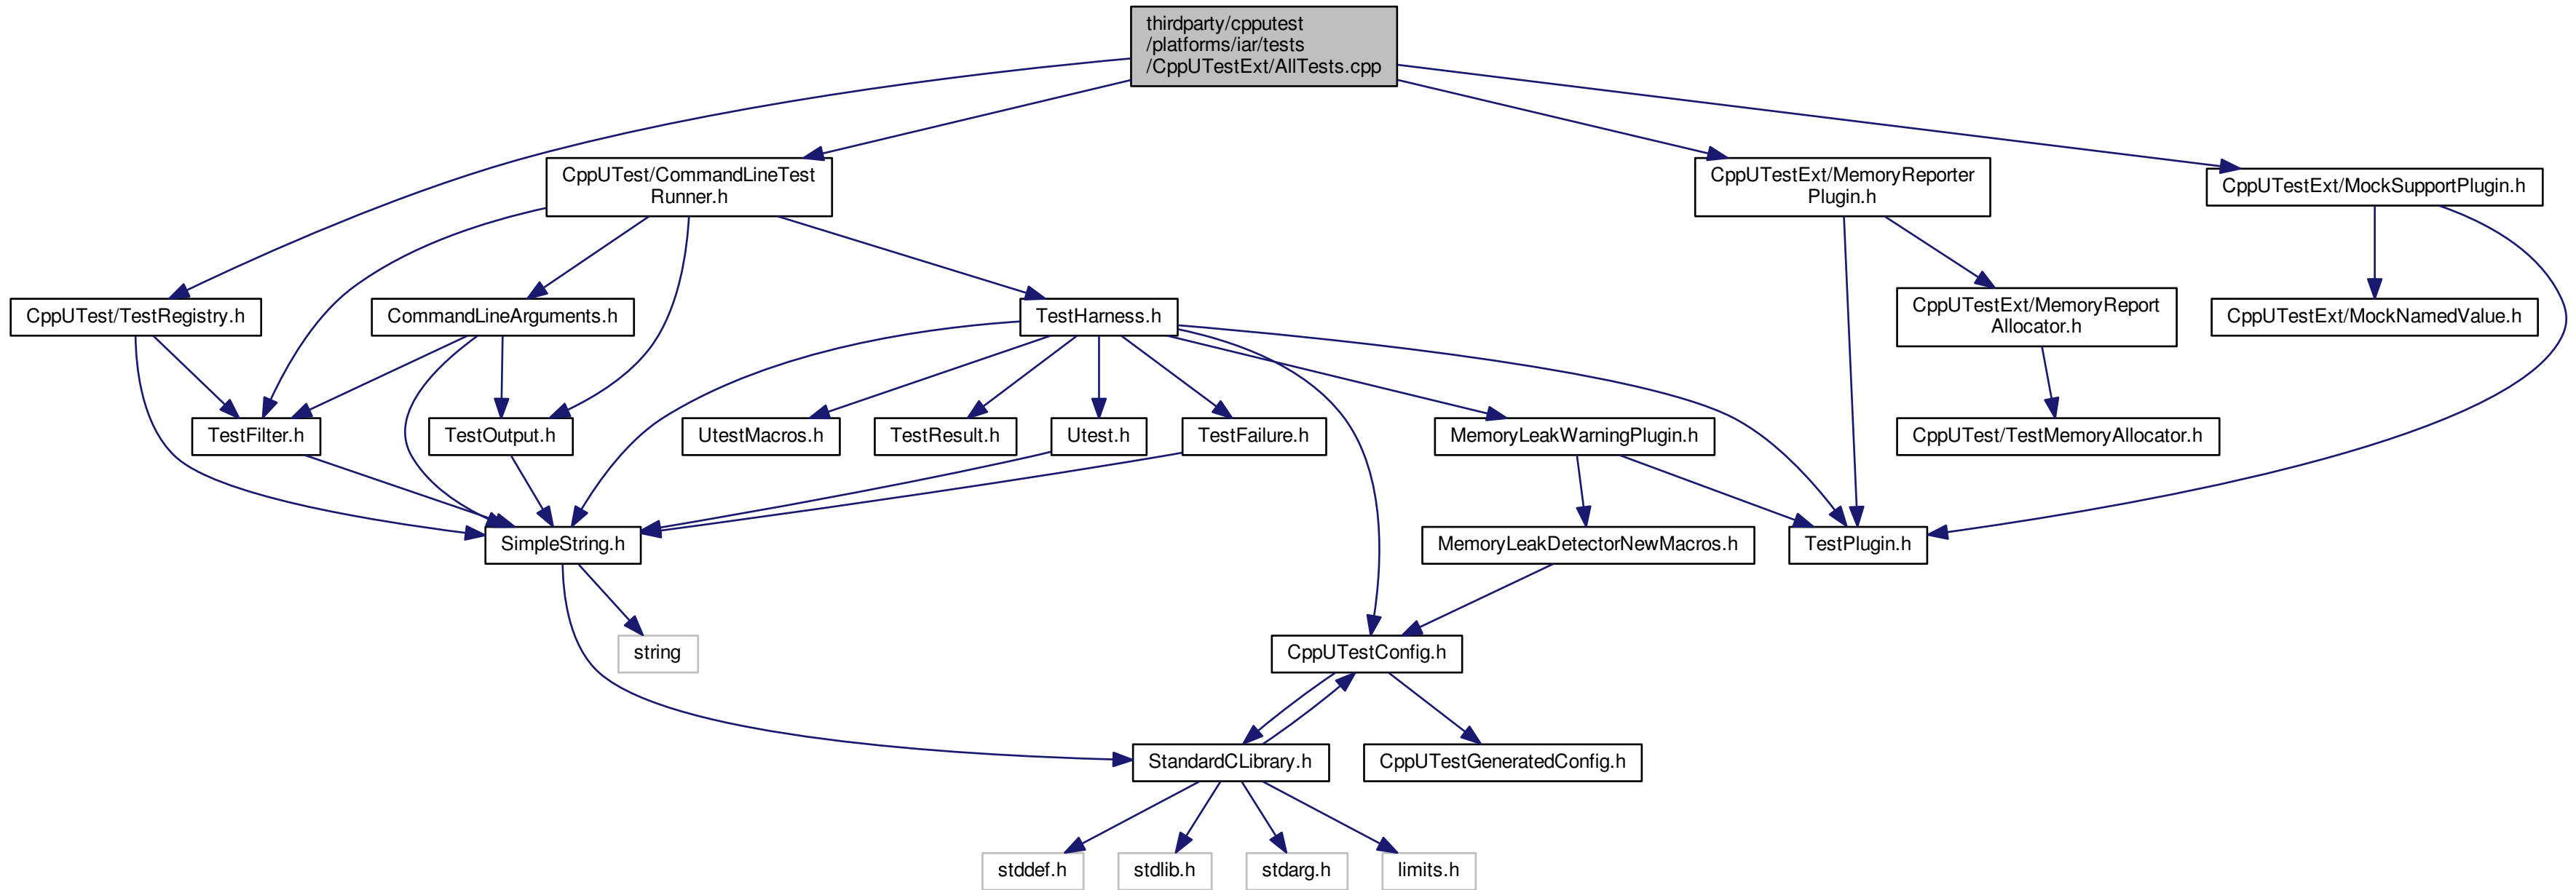 thirdparty/cpputest
/platforms/iar/tests
/CppUTestExt/AllTests.cpp
CppUTest/CommandLineTest
Runner.h
CppUTestExt/MemoryReporter
Plugin.h
CppUTestExt/MockSupportPlugin.h
CppUTest/TestRegistry.h
CommandLineArguments.h
TestHarness.h
CppUTestExt/MemoryReport
Allocator.h
CppUTestExt/MockNamedValue.h
TestFilter.h
TestOutput.h
UtestMacros.h
TestResult.h
Utest.h
TestFailure.h
MemoryLeakWarningPlugin.h
CppUTest/TestMemoryAllocator.h
SimpleString.h
MemoryLeakDetectorNewMacros.h
TestPlugin.h
string
CppUTestConfig.h
StandardCLibrary.h
CppUTestGeneratedConfig.h
stddef.h
stdlib.h
stdarg.h
limits.h